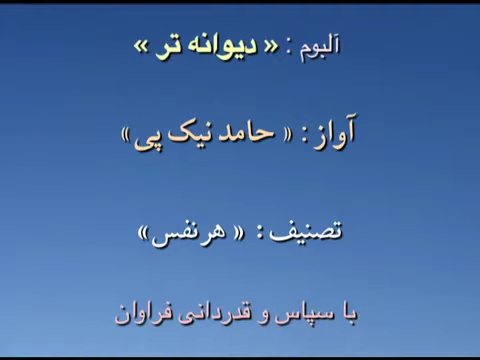 آلبوم : « دیوانه تر »
آواز : « حامد نیک پی »
تصنیف : « هر نفس »
با سپاس و قدردانی فراوان